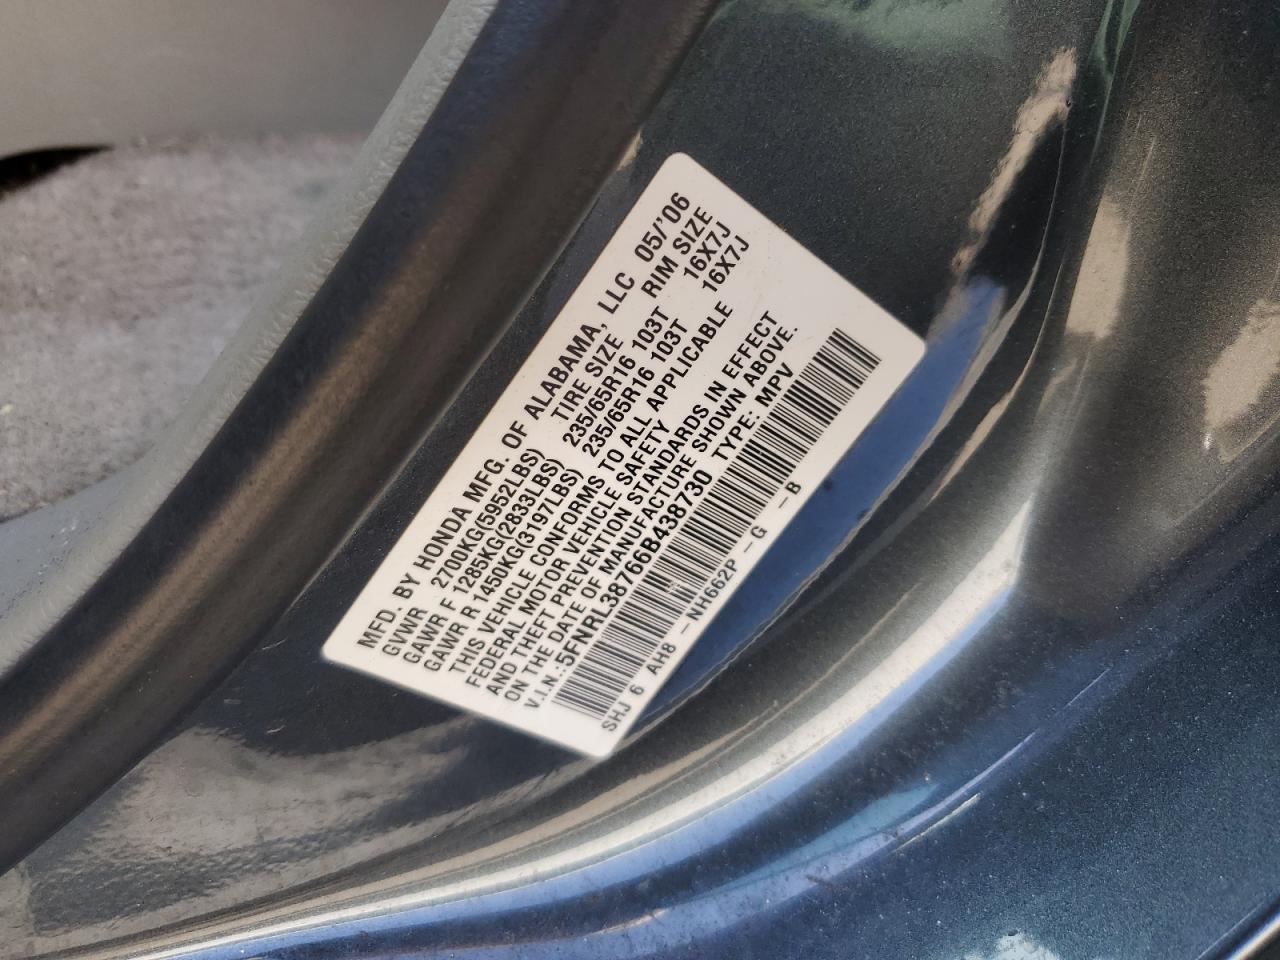 MFD. BY HONDA MFG. OF ALABAMA, LLC 05/'06
GVWR 2700KG(5952LBS) TIRE SIZE RIM SIZE
GAWR F 1285KG(2833LBS) 235/65R16 103T 16X7J
GAWR R 1450KG(3197LBS) 235/65R16 103T 16X7J
THIS VEHICLE CONFORMS TO ALL APPLICABLE
FEDERAL MOTOR VEHICLE SAFETY
AND THEFT PREVENTION STANDARDS IN EFFECT
ON THE DATE OF MANUFACTURE SHOWN ABOVE.
V.I.N.:5FNRL38766B438730 TYPE: MPV
SHJ 6 AH8 -NH662P -G -B